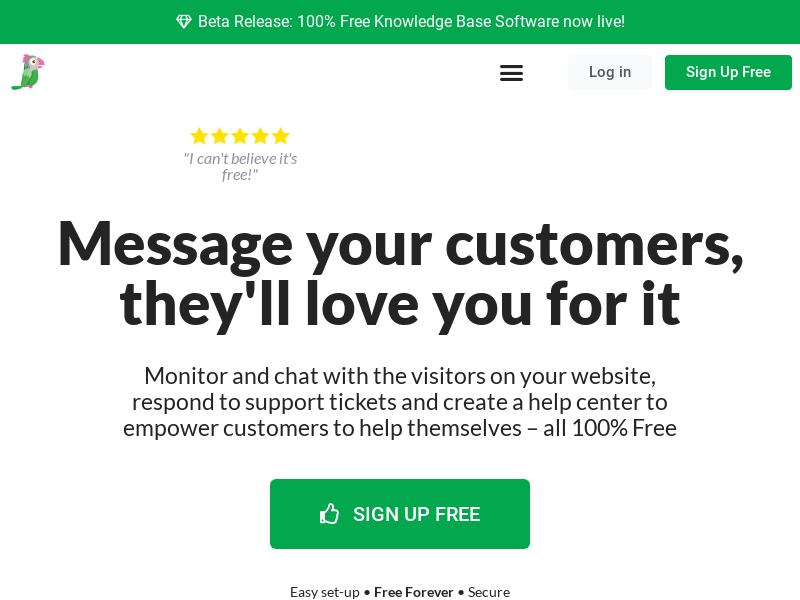 Beta Release: 100% Free Knowledge Base Software now live!
Log in
Sign Up Free
"I can't believe it's
free!"
Message your customers,
they'll love you for it
Monitor and chat with the visitors on your website,
respond to support tickets and create a help center to
empower customers to help themselves – all 100% Free
SIGN UP FREE
Easy set-up • Free Forever • Secure